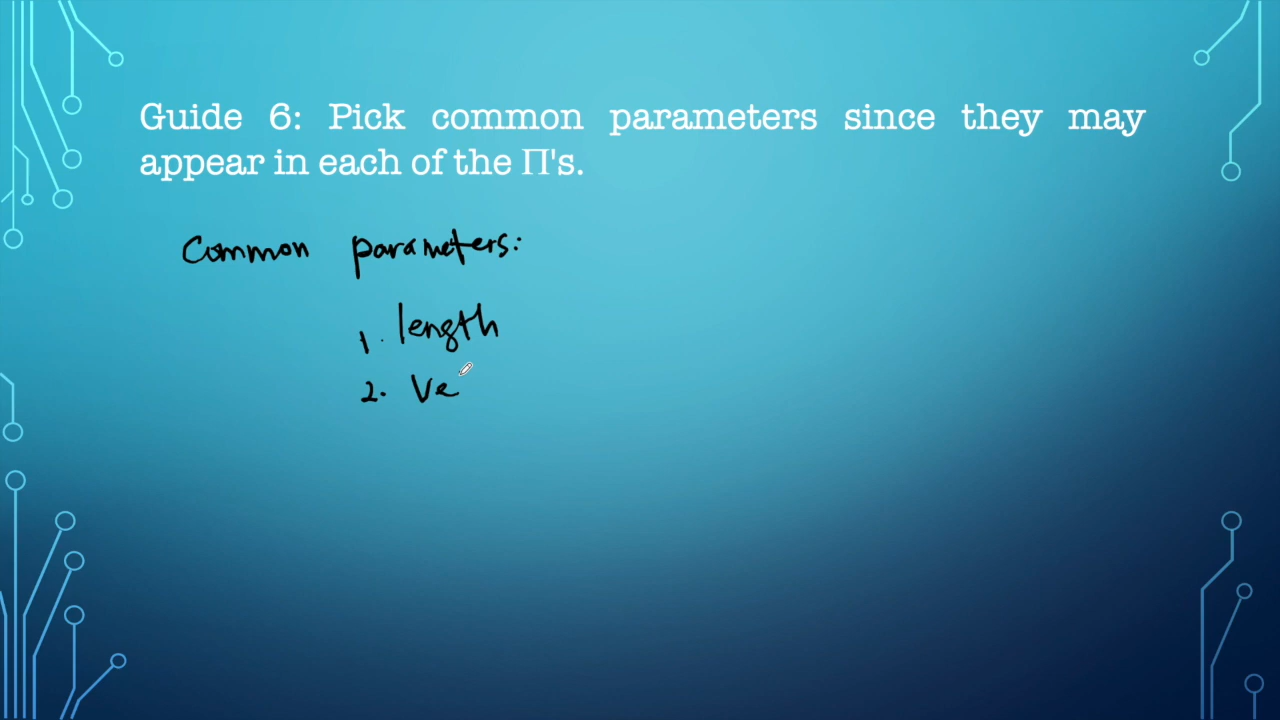 Guide 6: Pick common parameters since they may
appear in each of the Π's.
Common parameters:
1. length
2. Ve